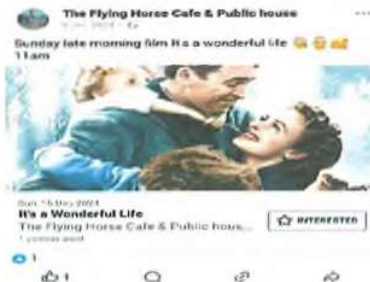 The Flying Horse Cafe & Public house
Sunday late morning film It's a wonderful life
11am
2024
It's a Wonderful Life
The Flying Horse Cafe & Public hous...
INTERESTED
1
1